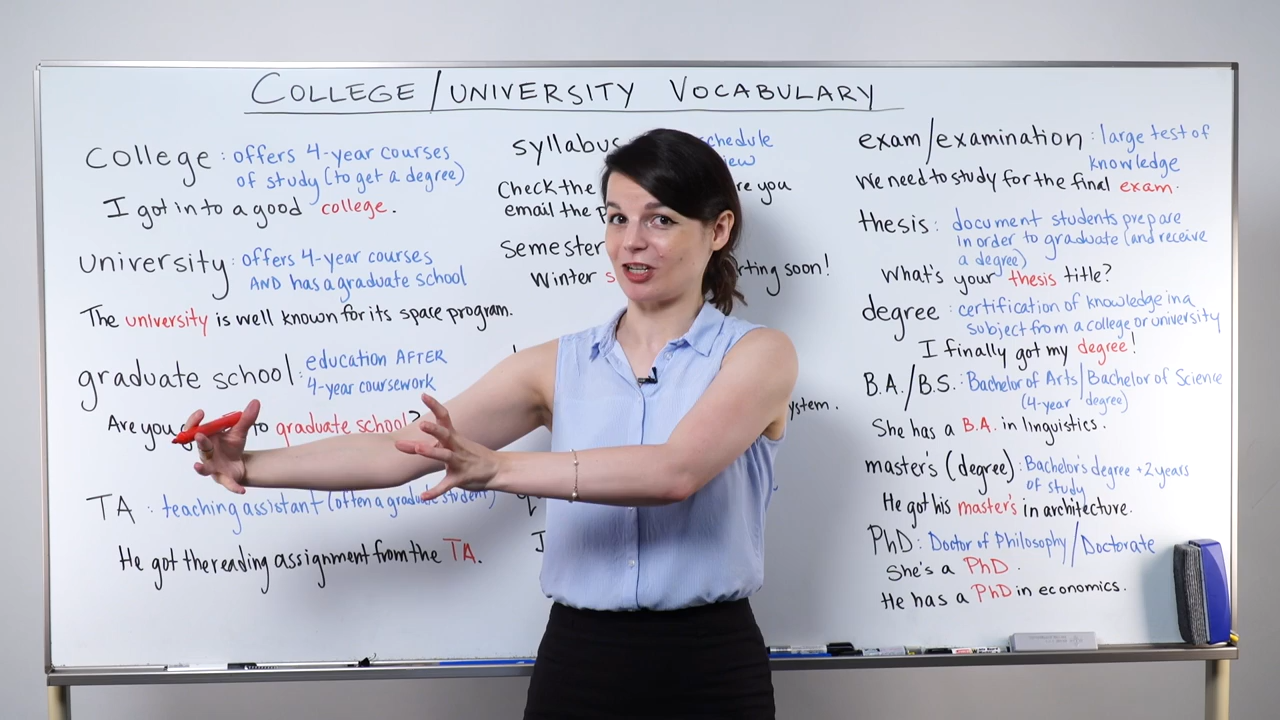 COLLEGE/UNIVERSITY VOCABULARY
college: offers 4-year courses
of study (to get a degree)
I got in to a good college.
university: offers 4-year courses
AND has a graduate school
The university is well known for its space program.
graduate school: education AFTER
4-year coursework
Are you to graduate school?
TA: teaching assistant (often a graduate student)
He got the reading assignment from the TA.
syllabus schedule
Check the you
email the
semester
Winter soon!
exam/examination: large test of
knowledge
We need to study for the final exam.
thesis: document students prepare
in order to graduate (and receive
a degree)
What's your thesis title?
degree: certification of knowledge in a
subject from a college or university
I finally got my degree!
B.A./B.S.: Bachelor of Arts/Bachelor of Science
(4-year degree)
She has a B.A. in linguistics.
master's (degree): Bachelor's degree + 2 years
of study
He got his master's in architecture.
PhD: Doctor of Philosophy/Doctorate
She's a PhD.
He has a PhD in economics.